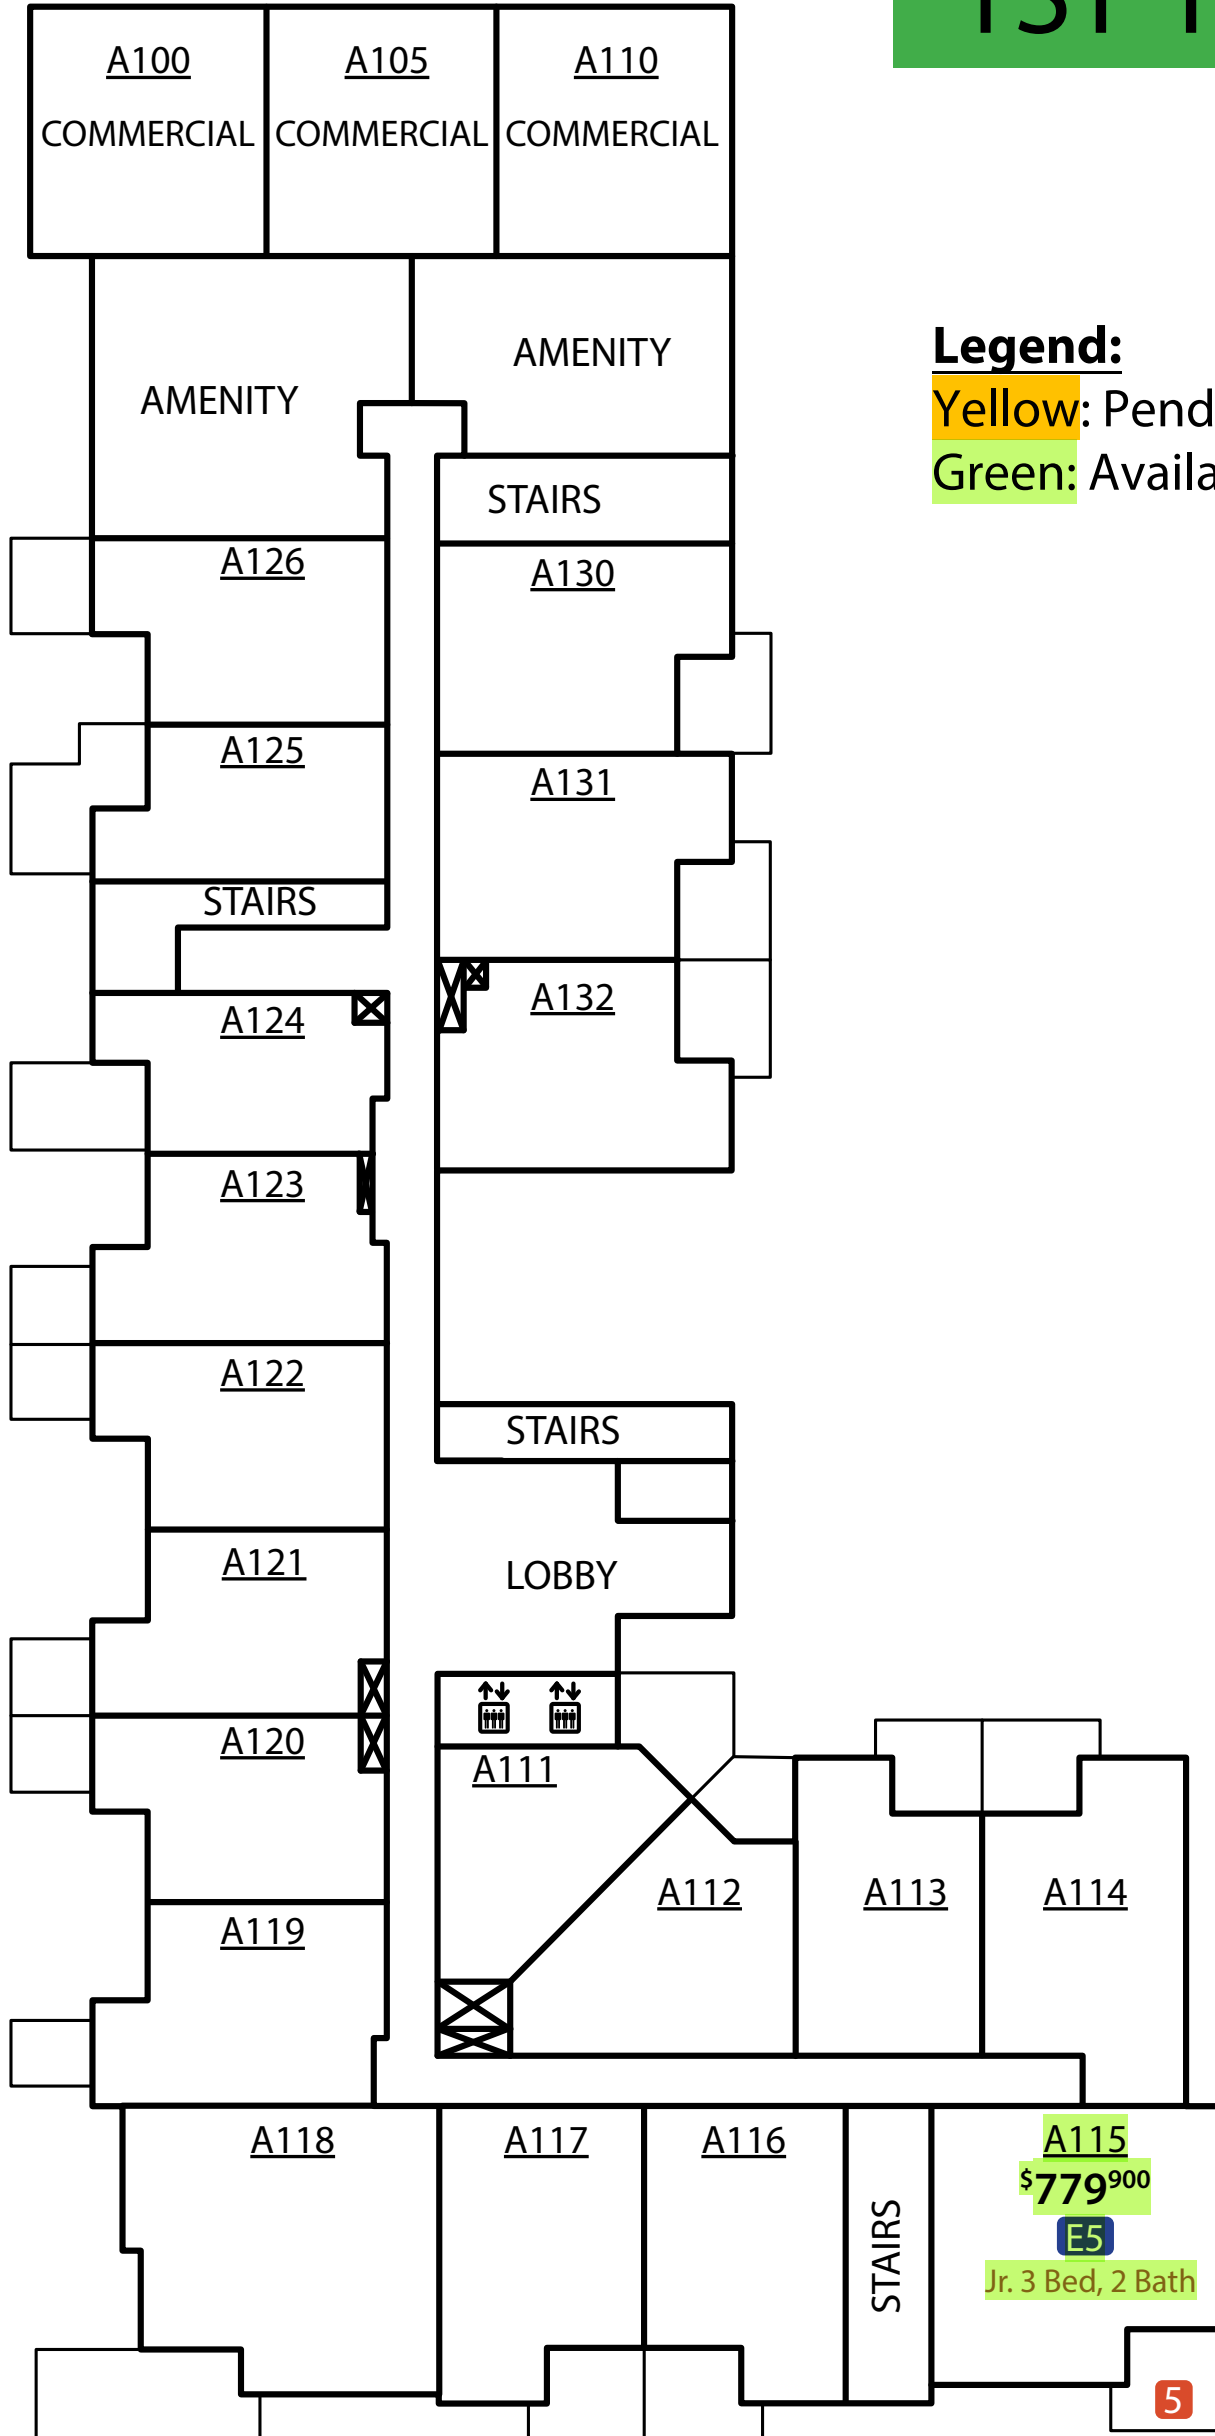 A100
COMMERCIAL
A105
COMMERCIAL
A110
COMMERCIAL
AMENITY
AMENITY
Legend:
Yellow: Pend
Green: Availa
STAIRS
A126
A130
A125
A131
STAIRS
A124
A132
A123
A122
STAIRS
A121
LOBBY
A120
A111
A112
A113
A114
A119
A118
A117
A116
STAIRS
A115
$779900
E5
Jr. 3 Bed, 2 Bath
5